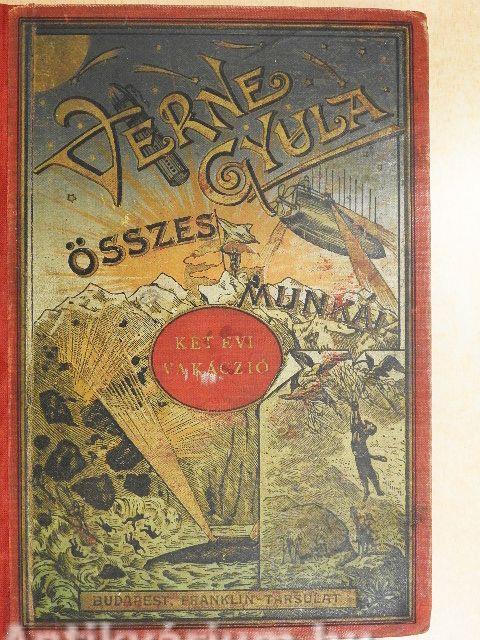 VERNE
GYULA
ÖSSZES
MUNKÁI
KÉT ÉVI
VAKÁCZIÓ
BUDAPEST, FRANKLIN-TÁRSULAT